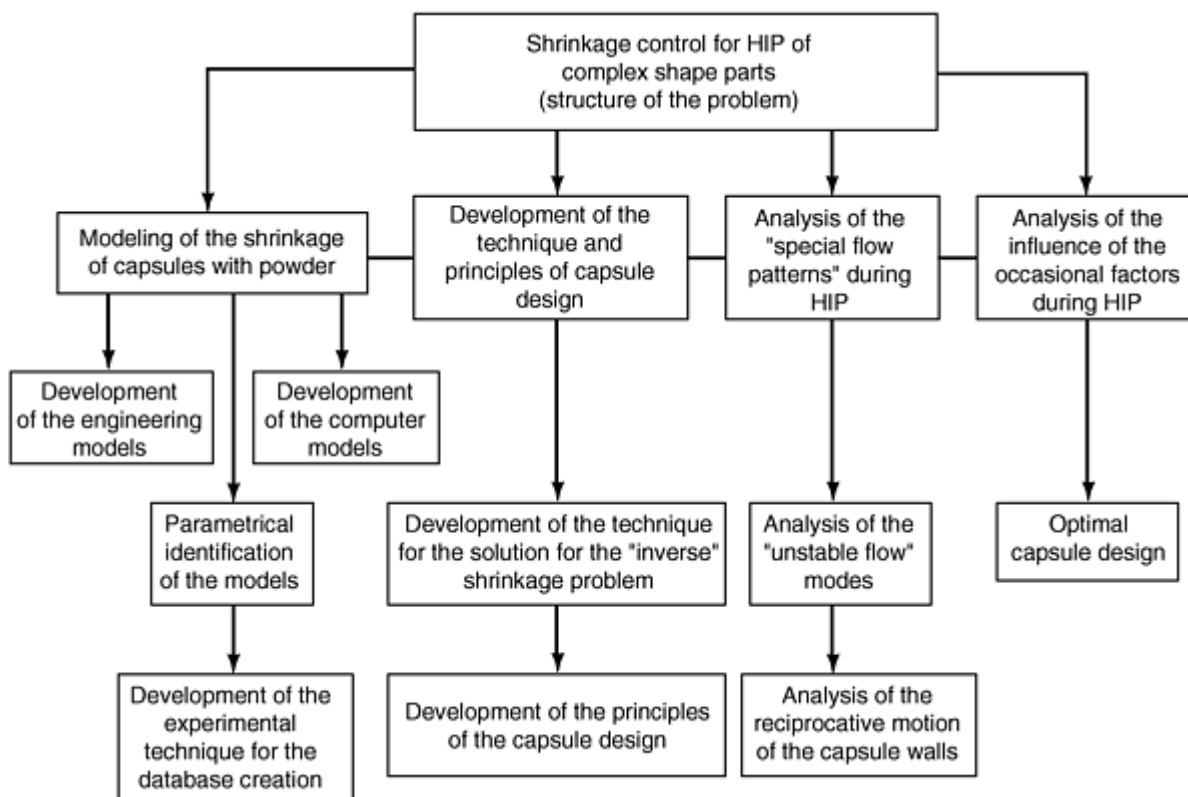 Shrinkage control for HIP of
complex shape parts
(structure of the problem)
Modeling of the shrinkage
of capsules with powder
Development of the
technique and
principles of capsule
design
Analysis of the
"special flow
patterns" during
HIP
Analysis of the
influence of the
occasional factors
during HIP
Development
of the engineering
models
Development
of the computer
models
Parametrical
identification
of the models
Development of the technique
for the solution for the "inverse"
shrinkage problem
Analysis of the
"unstable flow"
modes
Optimal
capsule design
Development of the
experimental
technique for the
database creation
Development of the principles
of the capsule design
Analysis of the
reciprocative motion
of the capsule walls